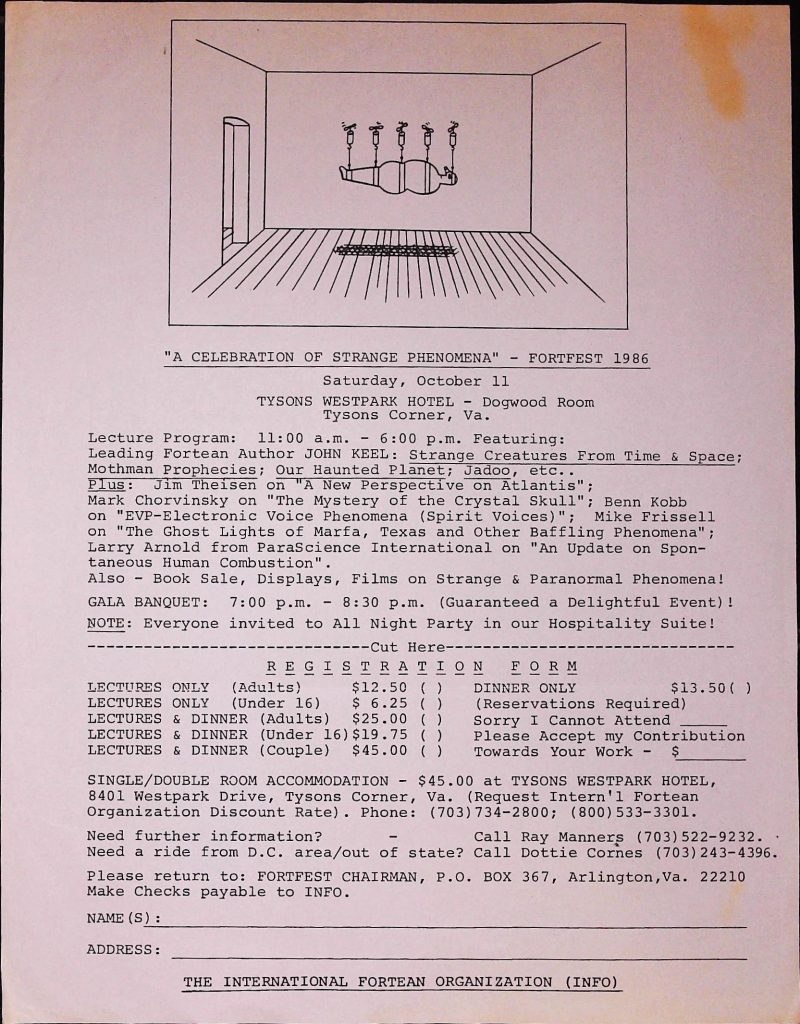 "A CELEBRATION OF STRANGE PHENOMENA" - FORTFEST 1986
Saturday, October 11
TYSONS WESTPARK HOTEL - Dogwood Room
Tysons Corner, Va.
Lecture Program: 11:00 a.m. - 6:00 p.m. Featuring:
Leading Fortean Author JOHN KEEL: Strange Creatures From Time & Space;
Mothman Prophecies; Our Haunted Planet; Jadoo, etc..
Plus: Jim Theisen on "A New Perspective on Atlantis";
Mark Chorvinsky on "The Mystery of the Crystal Skull"; Benn Kobb
on "EVP-Electronic Voice Phenomena (Spirit Voices)"; Mike Frissell
on "The Ghost Lights of Marfa, Texas and Other Baffling Phenomena";
Larry Arnold from ParaScience International on "An Update on Spon-
taneous Human Combustion".
Also - Book Sale, Displays, Films on Strange & Paranormal Phenomena!
GALA BANQUET: 7:00 p.m. - 8:30 p.m. (Guaranteed a Delightful Event)!
NOTE: Everyone invited to All Night Party in our Hospitality Suite!
------------------------------Cut Here------------------------------
R E G I S T R A T I O N F O R M
LECTURES ONLY (Adults) $12.50 ( ) DINNER ONLY $13.50( )
LECTURES ONLY (Under 16) $ 6.25 ( ) (Reservations Required)
LECTURES & DINNER (Adults) $25.00 ( ) Sorry I Cannot Attend _____
LECTURES & DINNER (Under 16)$19.75 ( ) Please Accept my Contribution
LECTURES & DINNER (Couple) $45.00 ( ) Towards Your Work - $________
SINGLE/DOUBLE ROOM ACCOMMODATION - $45.00 at TYSONS WESTPARK HOTEL,
8401 Westpark Drive, Tysons Corner, Va. (Request Intern'l Fortean
Organization Discount Rate). Phone: (703)734-2800; (800)533-3301.
Need further information? - Call Ray Manners (703)522-9232.
Need a ride from D.C. area/out of state? Call Dottie Cornes (703)243-4396.
Please return to: FORTFEST CHAIRMAN, P.O. BOX 367, Arlington,Va. 22210
Make Checks payable to INFO.
NAME(S):
ADDRESS:
THE INTERNATIONAL FORTEAN ORGANIZATION (INFO)